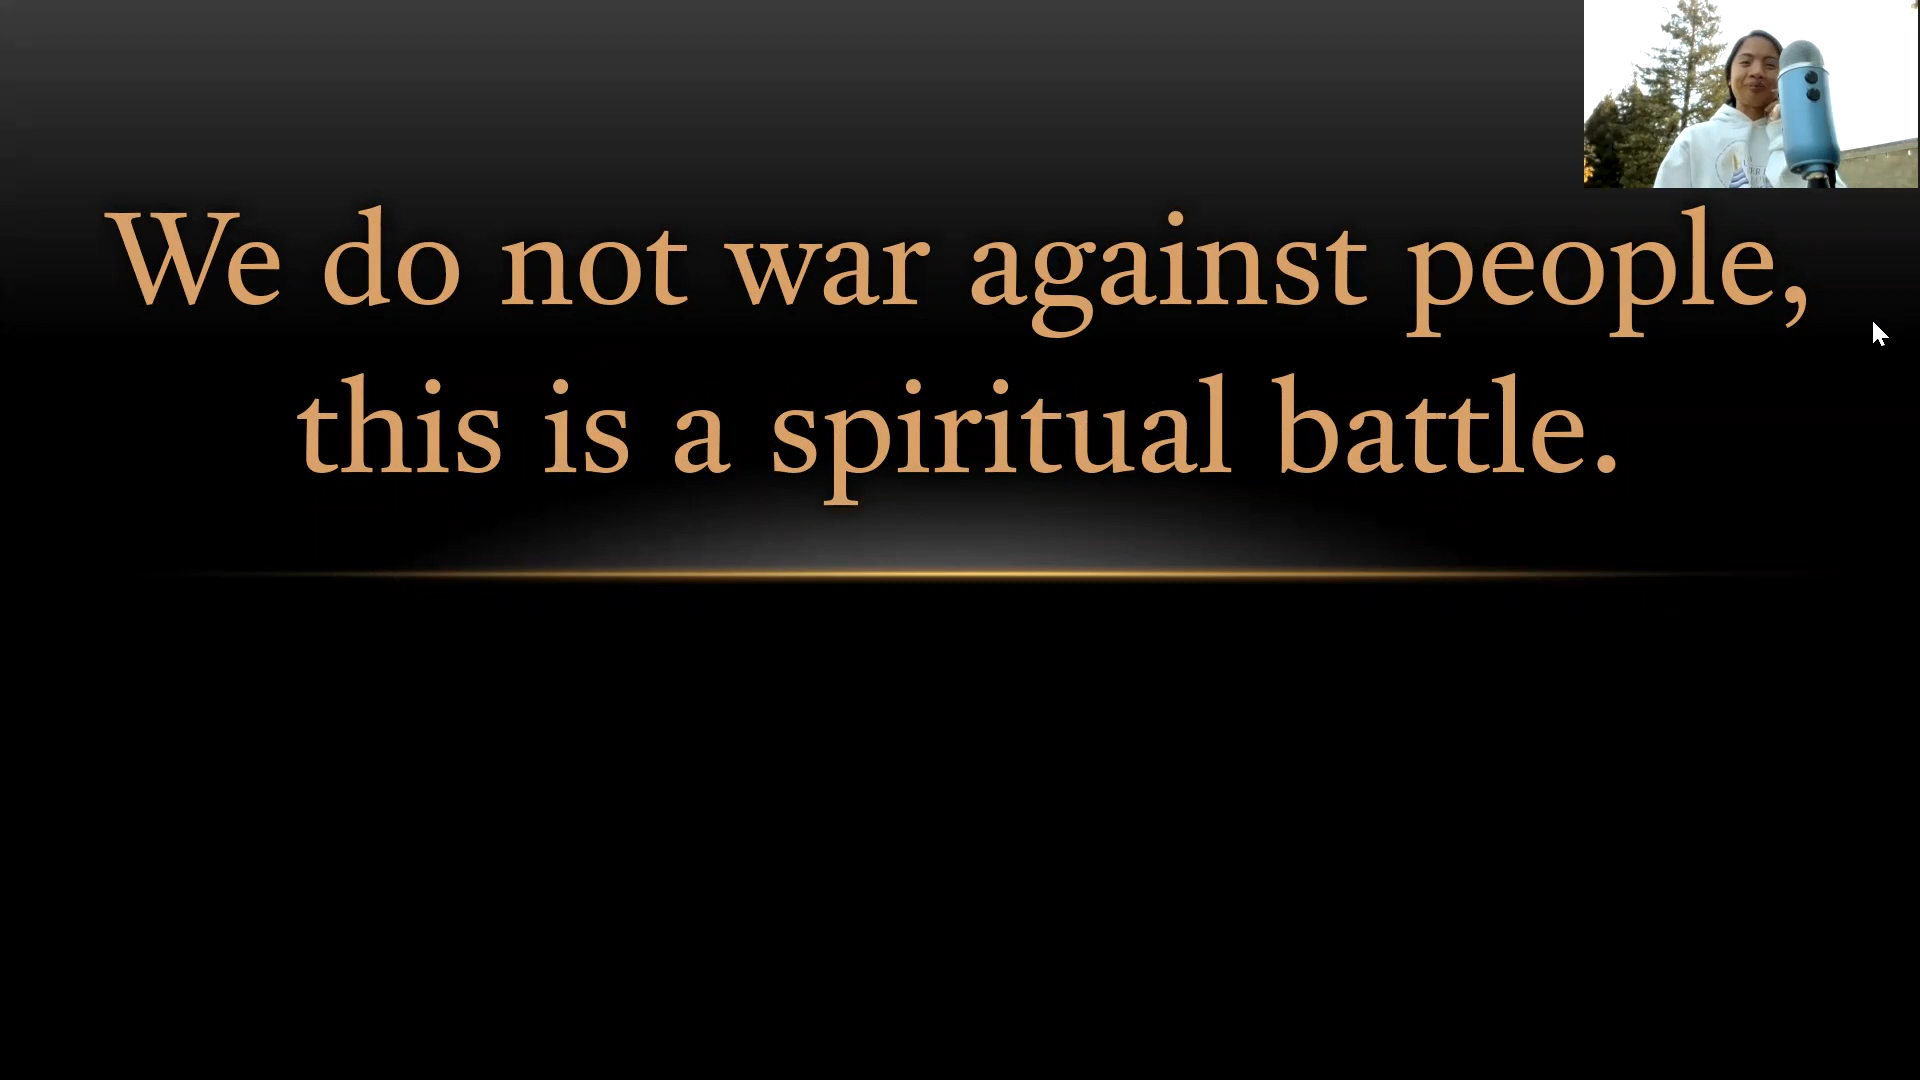 We do not war against people,
this is a spiritual battle.